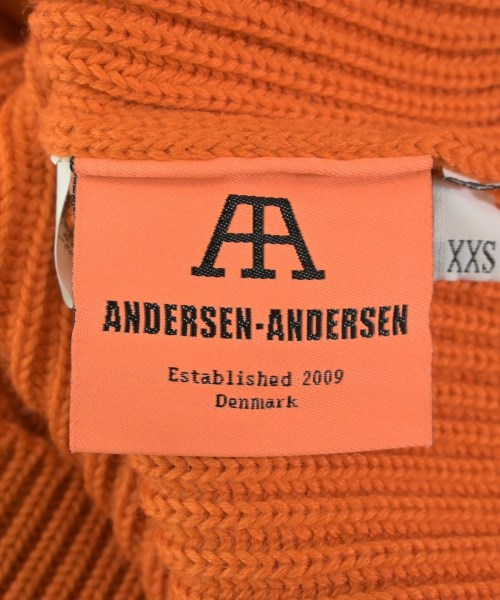 AA
ANDERSEN-ANDERSEN
Established 2009
Denmark
XXS